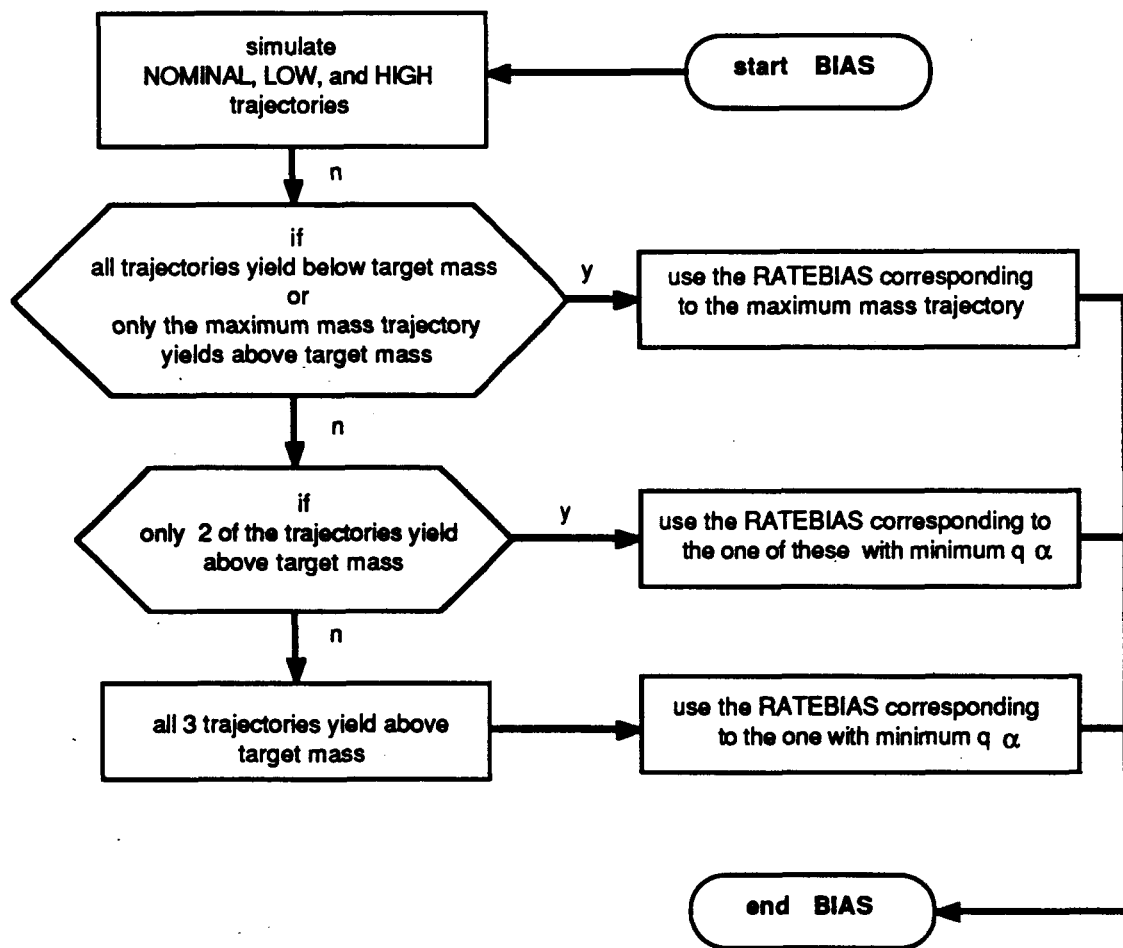 simulate
NOMINAL, LOW, and HIGH
trajectories
start BIAS
n
if
all trajectories yield below target mass
or
only the maximum mass trajectory
yields above target mass
y
use the RATEBIAS corresponding
to the maximum mass trajectory
n
if
only 2 of the trajectories yield
above target mass
y
use the RATEBIAS corresponding to
the one of these with minimum q α
n
all 3 trajectories yield above
target mass
use the RATEBIAS corresponding
to the one with minimum q α
end BIAS